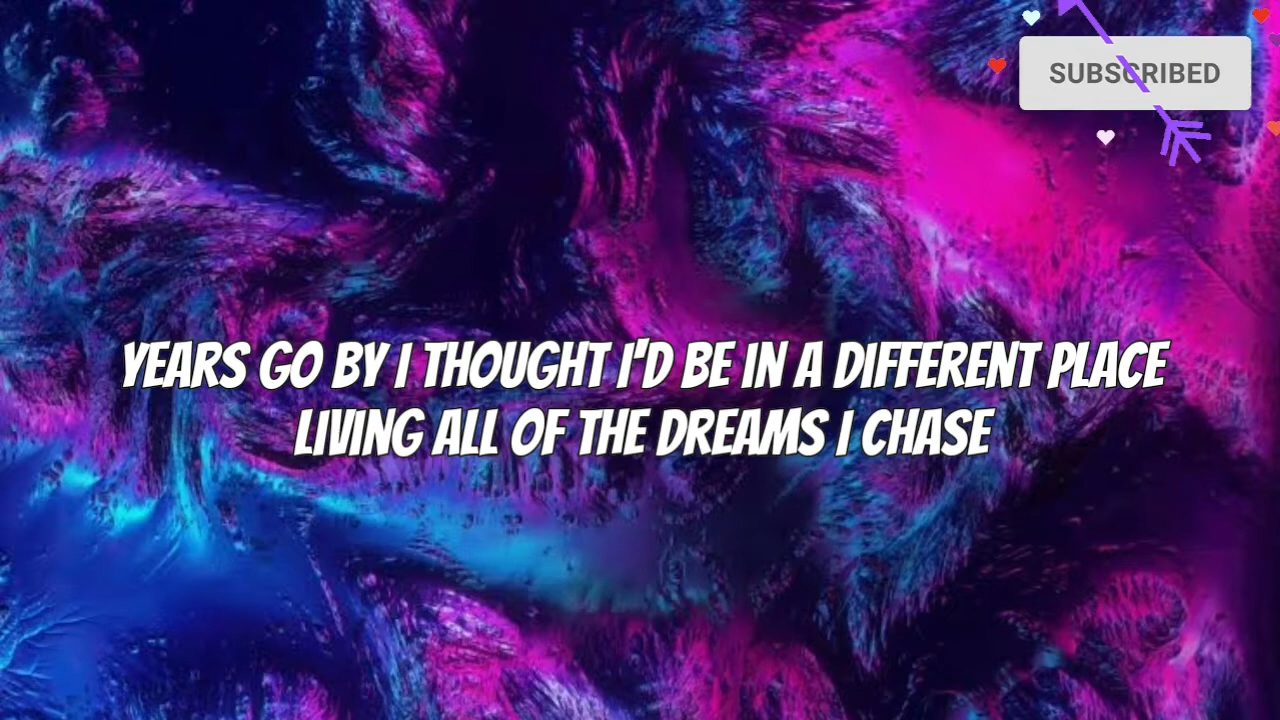 SUBSCRIBED
YEARS GO BY I THOUGHT I'D BE IN A DIFFERENT PLACE
LIVING ALL OF THE DREAMS I CHASE